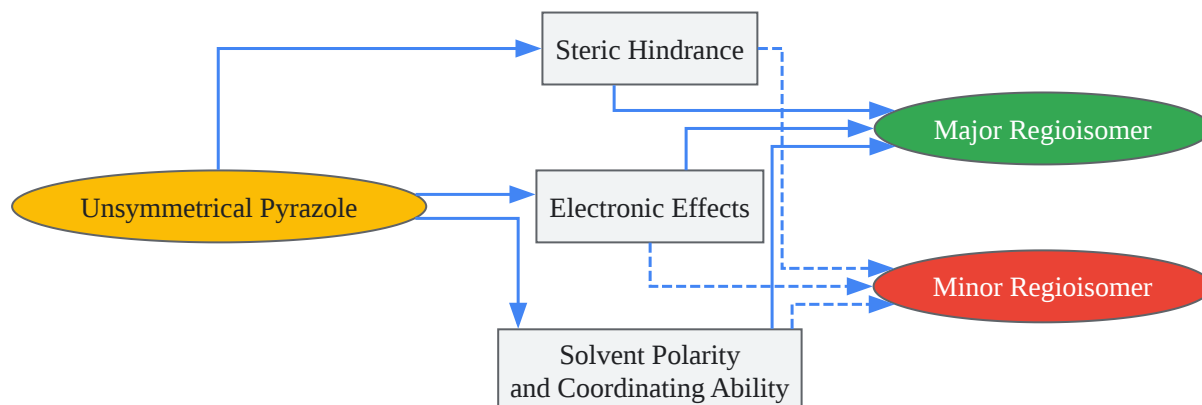 Steric Hindrance
Major Regioisomer
Unsymmetrical Pyrazole
Electronic Effects
Minor Regioisomer
Solvent Polarity
and Coordinating Ability